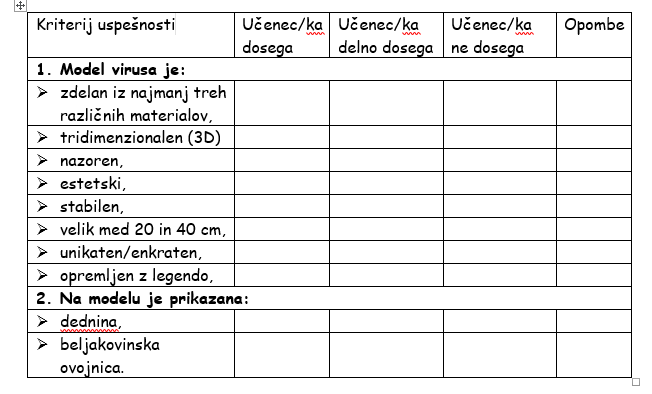 Kriterij uspešnosti
Učenec/ka dosega
Učenec/ka delno dosega
Učenec/ka ne dosega
Opombe
1. Model virusa je:
➢ zdelan iz najmanj treh
različnih materialov,
➢ tridimenzionalen (3D)
➢ nazoren,
➢ estetski,
➢ stabilen,
➢ velik med 20 in 40 cm,
➢ unikaten/enkraten,
➢ opremljen z legendo,
2. Na modelu je prikazana:
➢ dednina,
➢ beljakovinska
ovojnica.